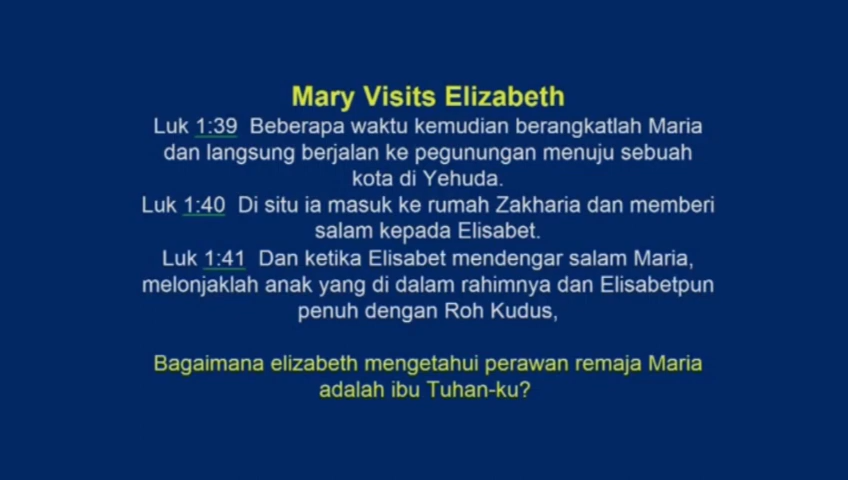 Mary Visits Elizabeth
Luk 1:39 Beberapa waktu kemudian berangkatlah Maria
dan langsung berjalan ke pegunungan menuju sebuah
kota di Yehuda.
Luk 1:40 Di situ ia masuk ke rumah Zakharia dan memberi
salam kepada Elisabet.
Luk 1:41 Dan ketika Elisabet mendengar salam Maria,
melonjaklah anak yang di dalam rahimnya dan Elisabetpun
penuh dengan Roh Kudus,
Bagaimana elizabeth mengetahui perawan remaja Maria
adalah ibu Tuhan-ku?